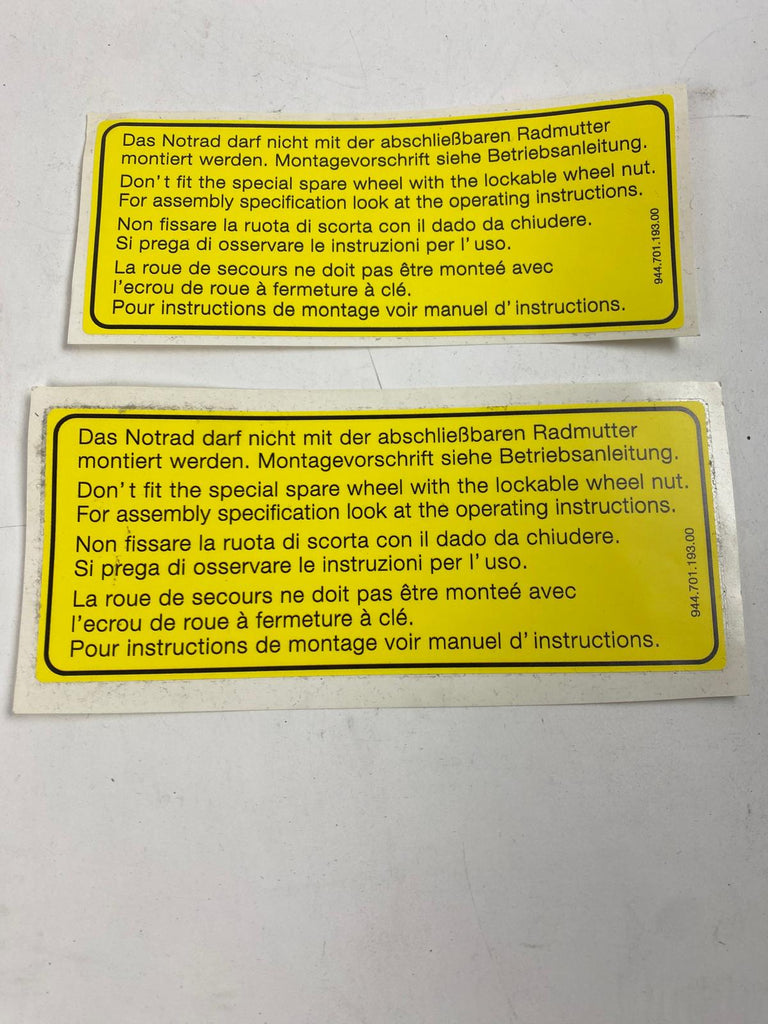 Das Notrad darf nicht mit der abschließbaren Radmutter
montiert werden. Montagevorschrift siehe Betriebsanleitung.
Don't fit the special spare wheel with the lockable wheel nut.
For assembly specification look at the operating instructions.
Non fissare la ruota di scorta con il dado da chiudere.
Si prega di osservare le instruzioni per l'uso.
La roue de secours ne doit pas être monteé avec
l'ecrou de roue à fermeture à clé.
Pour instructions de montage voir manuel d'instructions.
944.701.193.00
Das Notrad darf nicht mit der abschließbaren Radmutter
montiert werden. Montagevorschrift siehe Betriebsanleitung.
Don't fit the special spare wheel with the lockable wheel nut.
For assembly specification look at the operating instructions.
Non fissare la ruota di scorta con il dado da chiudere.
Si prega di osservare le instruzioni per l'uso.
La roue de secours ne doit pas être monteé avec
l'ecrou de roue à fermeture à clé.
Pour instructions de montage voir manuel d'instructions.
944.701.193.00